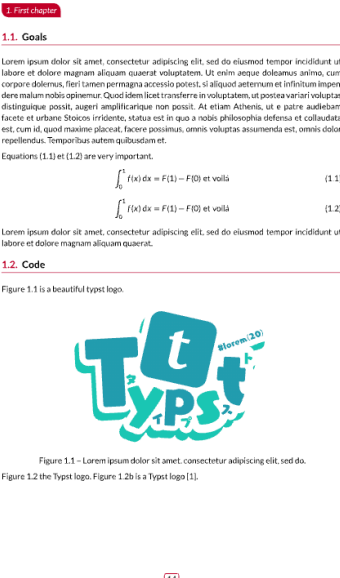 1. First chapter
1.1. Goals
Lorem ipsum dolor sit amet, consectetur adipiscing elit, sed do eiusmod tempor incididunt ut
labore et dolore magnam aliquam quaerat voluptatem. Ut enim aeque doleamus animo, cum
corpore dolemus, fieri tamen permagna accessio potest, si aliquod aeternum et infinitum impen
dere malum nobis opinemur. Quod idem licet transferre in voluptatem, ut postea variari voluptas
distinguique possit, augeri amplificarique non possit. At etiam Athenis, ut e patre audiebam
facete et urbane Stoicos irridente, statua est in quo a nobis philosophia defensa et collaudata
est, cum id, quod maxime placeat, facere possimus, omnis voluptas assumenda est, omnis dolor
repellendus. Temporibus autem quibusdam et.
Equations (1.1) et (1.2) are very important.
∫₀¹ f(x) dx = F(1) − F(0) et voilà (1.1)
∫₀¹ f(x) dx = F(1) − F(0) et voilà (1.2)
Lorem ipsum dolor sit amet, consectetur adipiscing elit, sed do eiusmod tempor incididunt ut
labore et dolore magnam aliquam quaerat.
1.2. Code
Figure 1.1 is a beautiful typst logo.
t
#lorem(20)
Typst
タイプス
Figure 1.1 – Lorem ipsum dolor sit amet, consectetur adipiscing elit, sed do.
Figure 1.2 the Typst logo. Figure 1.2b is a Typst logo [1].